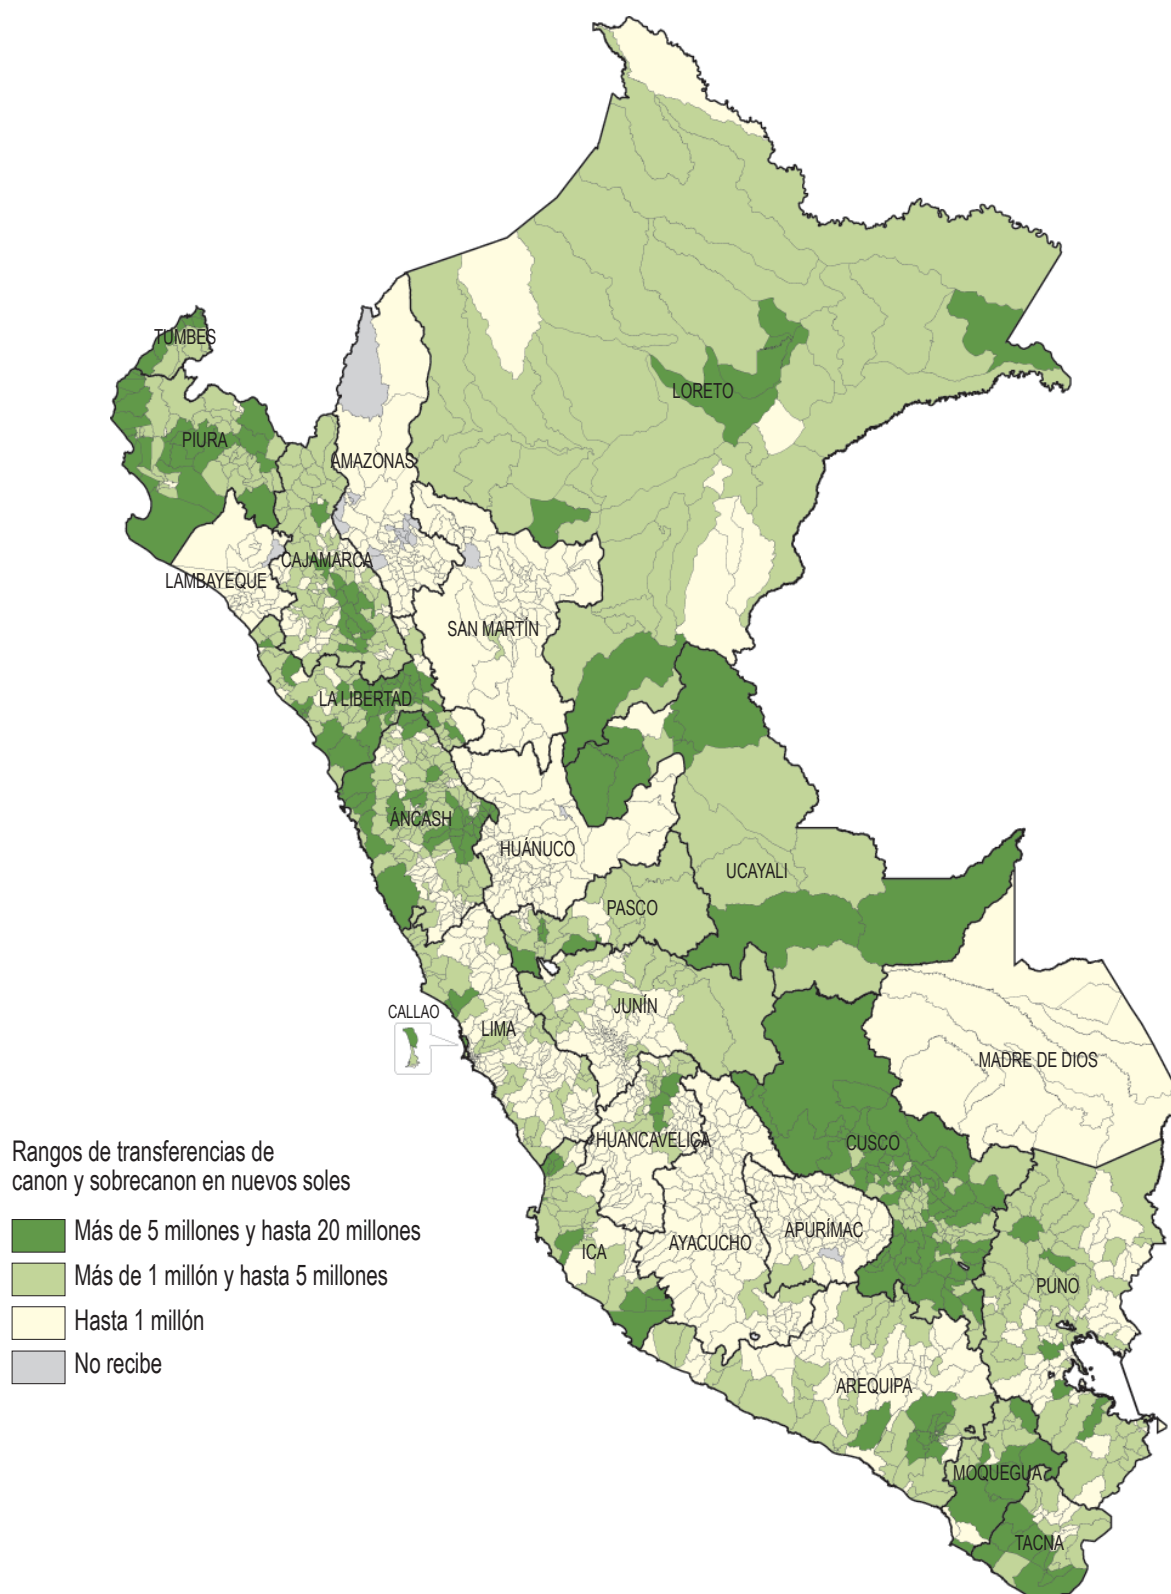 TUMBES
LORETO
PIURA
AMAZONAS
CAJAMARCA
LAMBAYEQUE
SAN MARTÍN
LA LIBERTAD
ÁNCASH
HUÁNUCO
UCAYALI
PASCO
JUNÍN
CALLAO
LIMA
MADRE DE DIOS
HUANCAVELICA
CUSCO
Rangos de transferencias de
canon y sobrecanon en nuevos soles
Más de 5 millones y hasta 20 millones
Más de 1 millón y hasta 5 millones
Hasta 1 millón
No recibe
APURÍMAC
AYACUCHO
ICA
PUNO
AREQUIPA
MOQUEGUA
TACNA